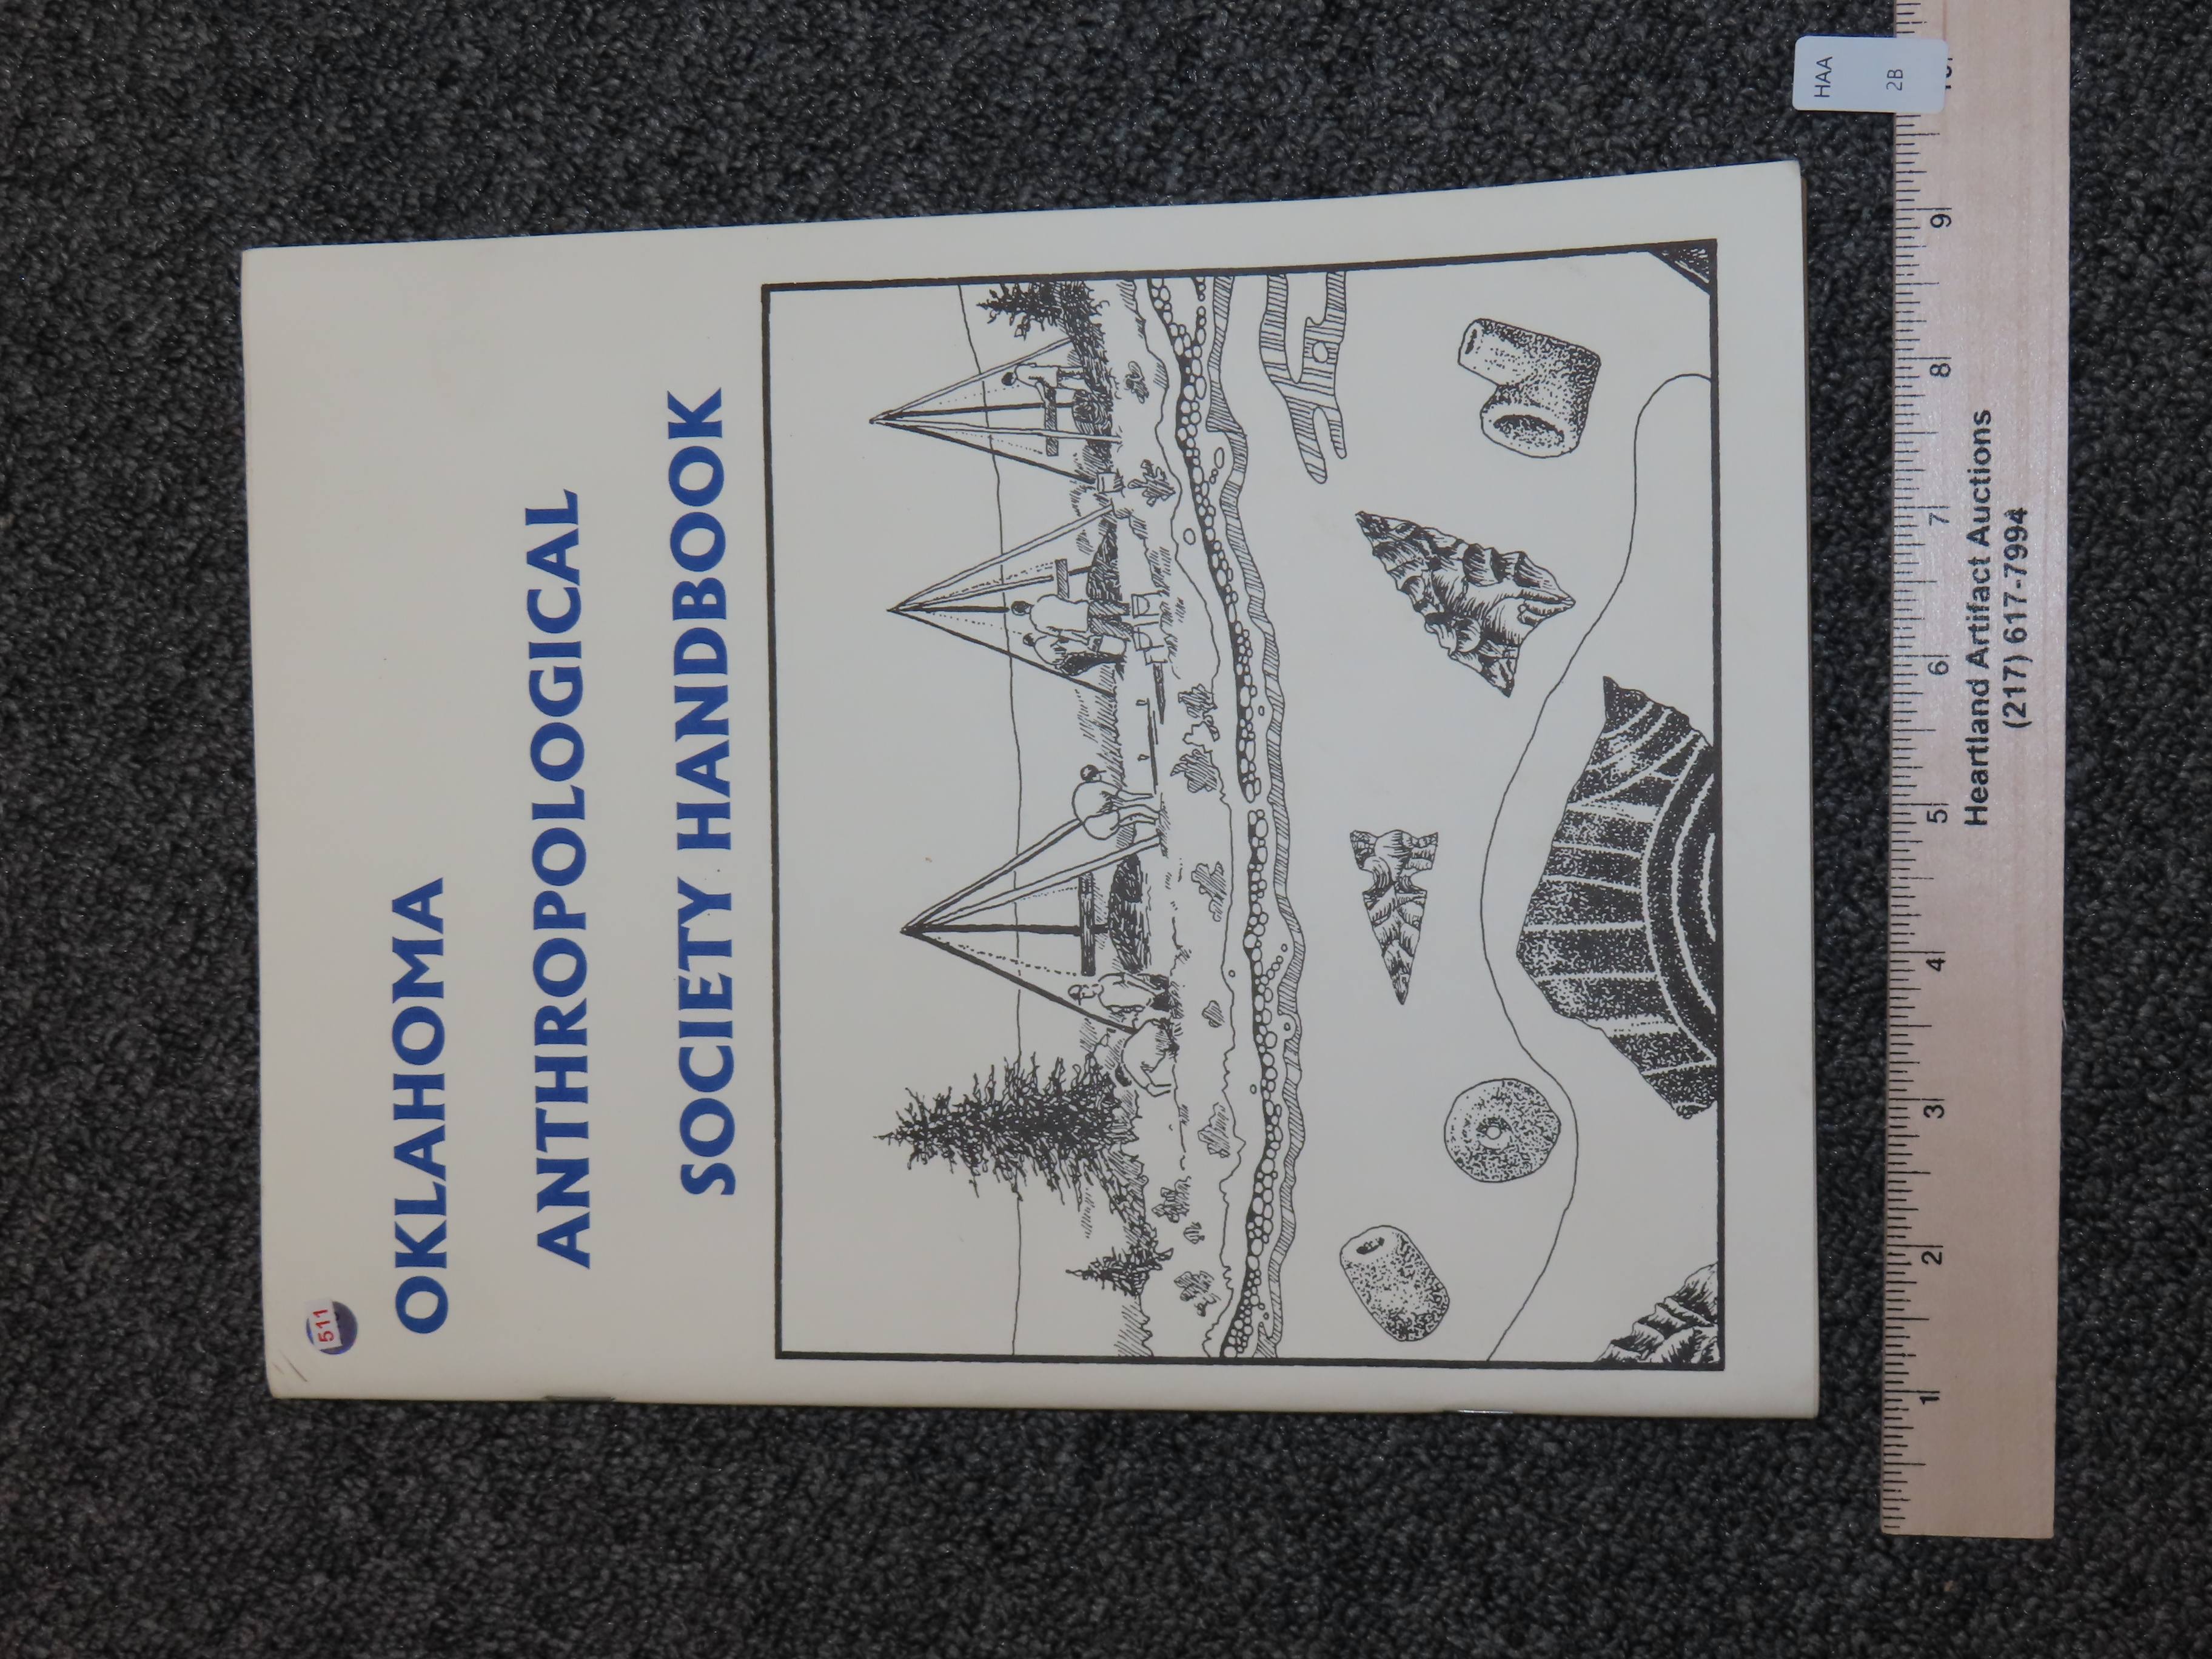 511
OKLAHOMA
ANTHROPOLOGICAL
SOCIETY HANDBOOK
HAA
2B
1 2 3 4 5 6 7 8 9
Heartland Artifact Auctions
(217) 617-7994